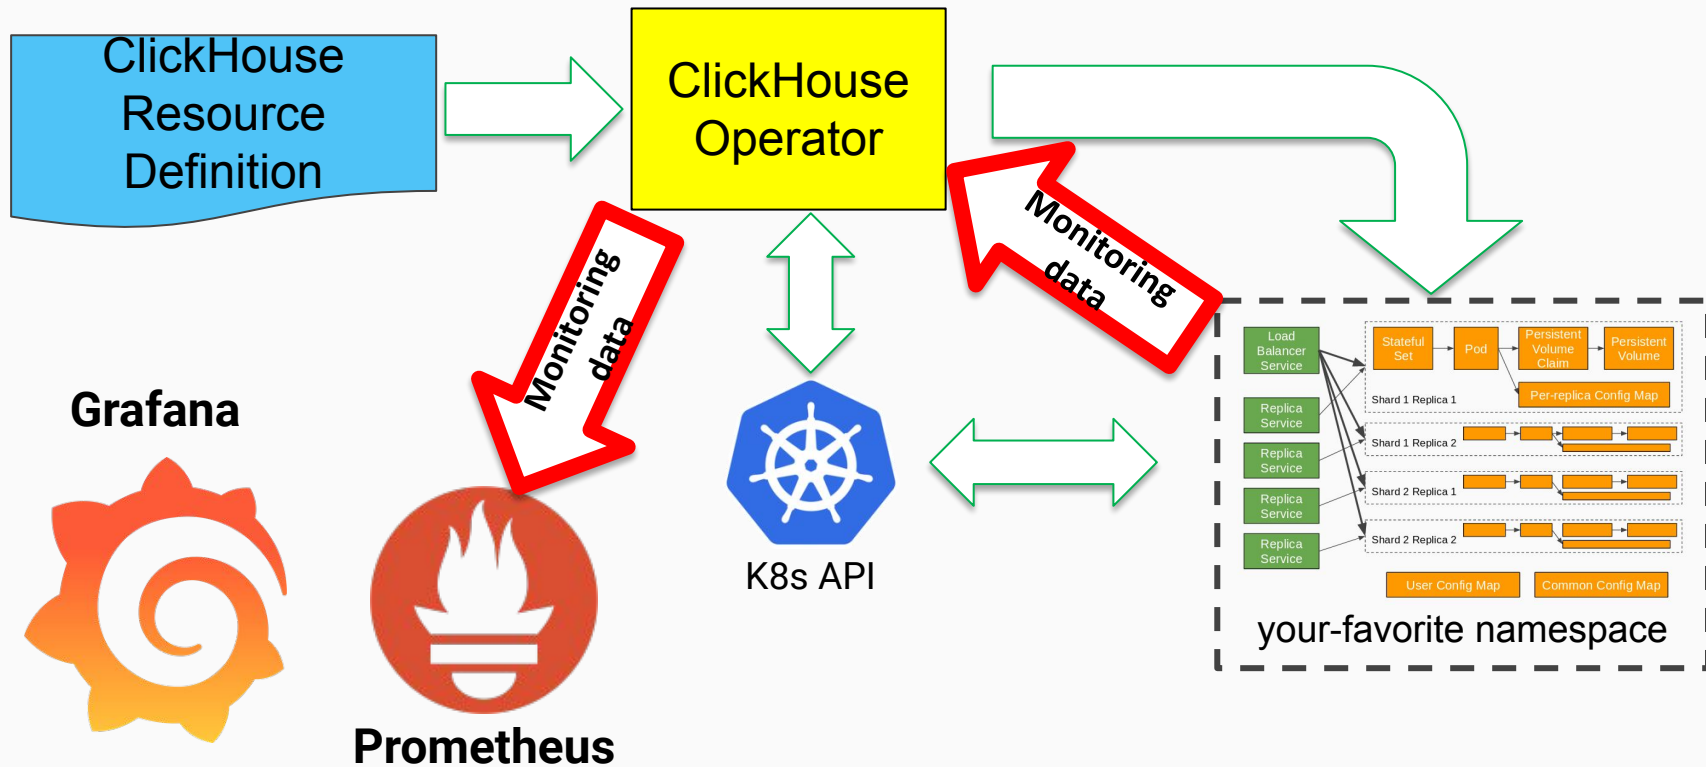 ClickHouse
Resource
Definition
ClickHouse
Operator
Monitoring
data
Monitoring
data
Grafana
Prometheus
K8s API
Load
Balancer
Service
Replica
Service
Replica
Service
Replica
Service
Replica
Service
Stateful
Set
Pod
Persistent
Volume
Claim
Persistent
Volume
Per-replica Config Map
Shard 1 Replica 1
Shard 1 Replica 2
Shard 2 Replica 1
Shard 2 Replica 2
User Config Map
Common Config Map
your-favorite namespace